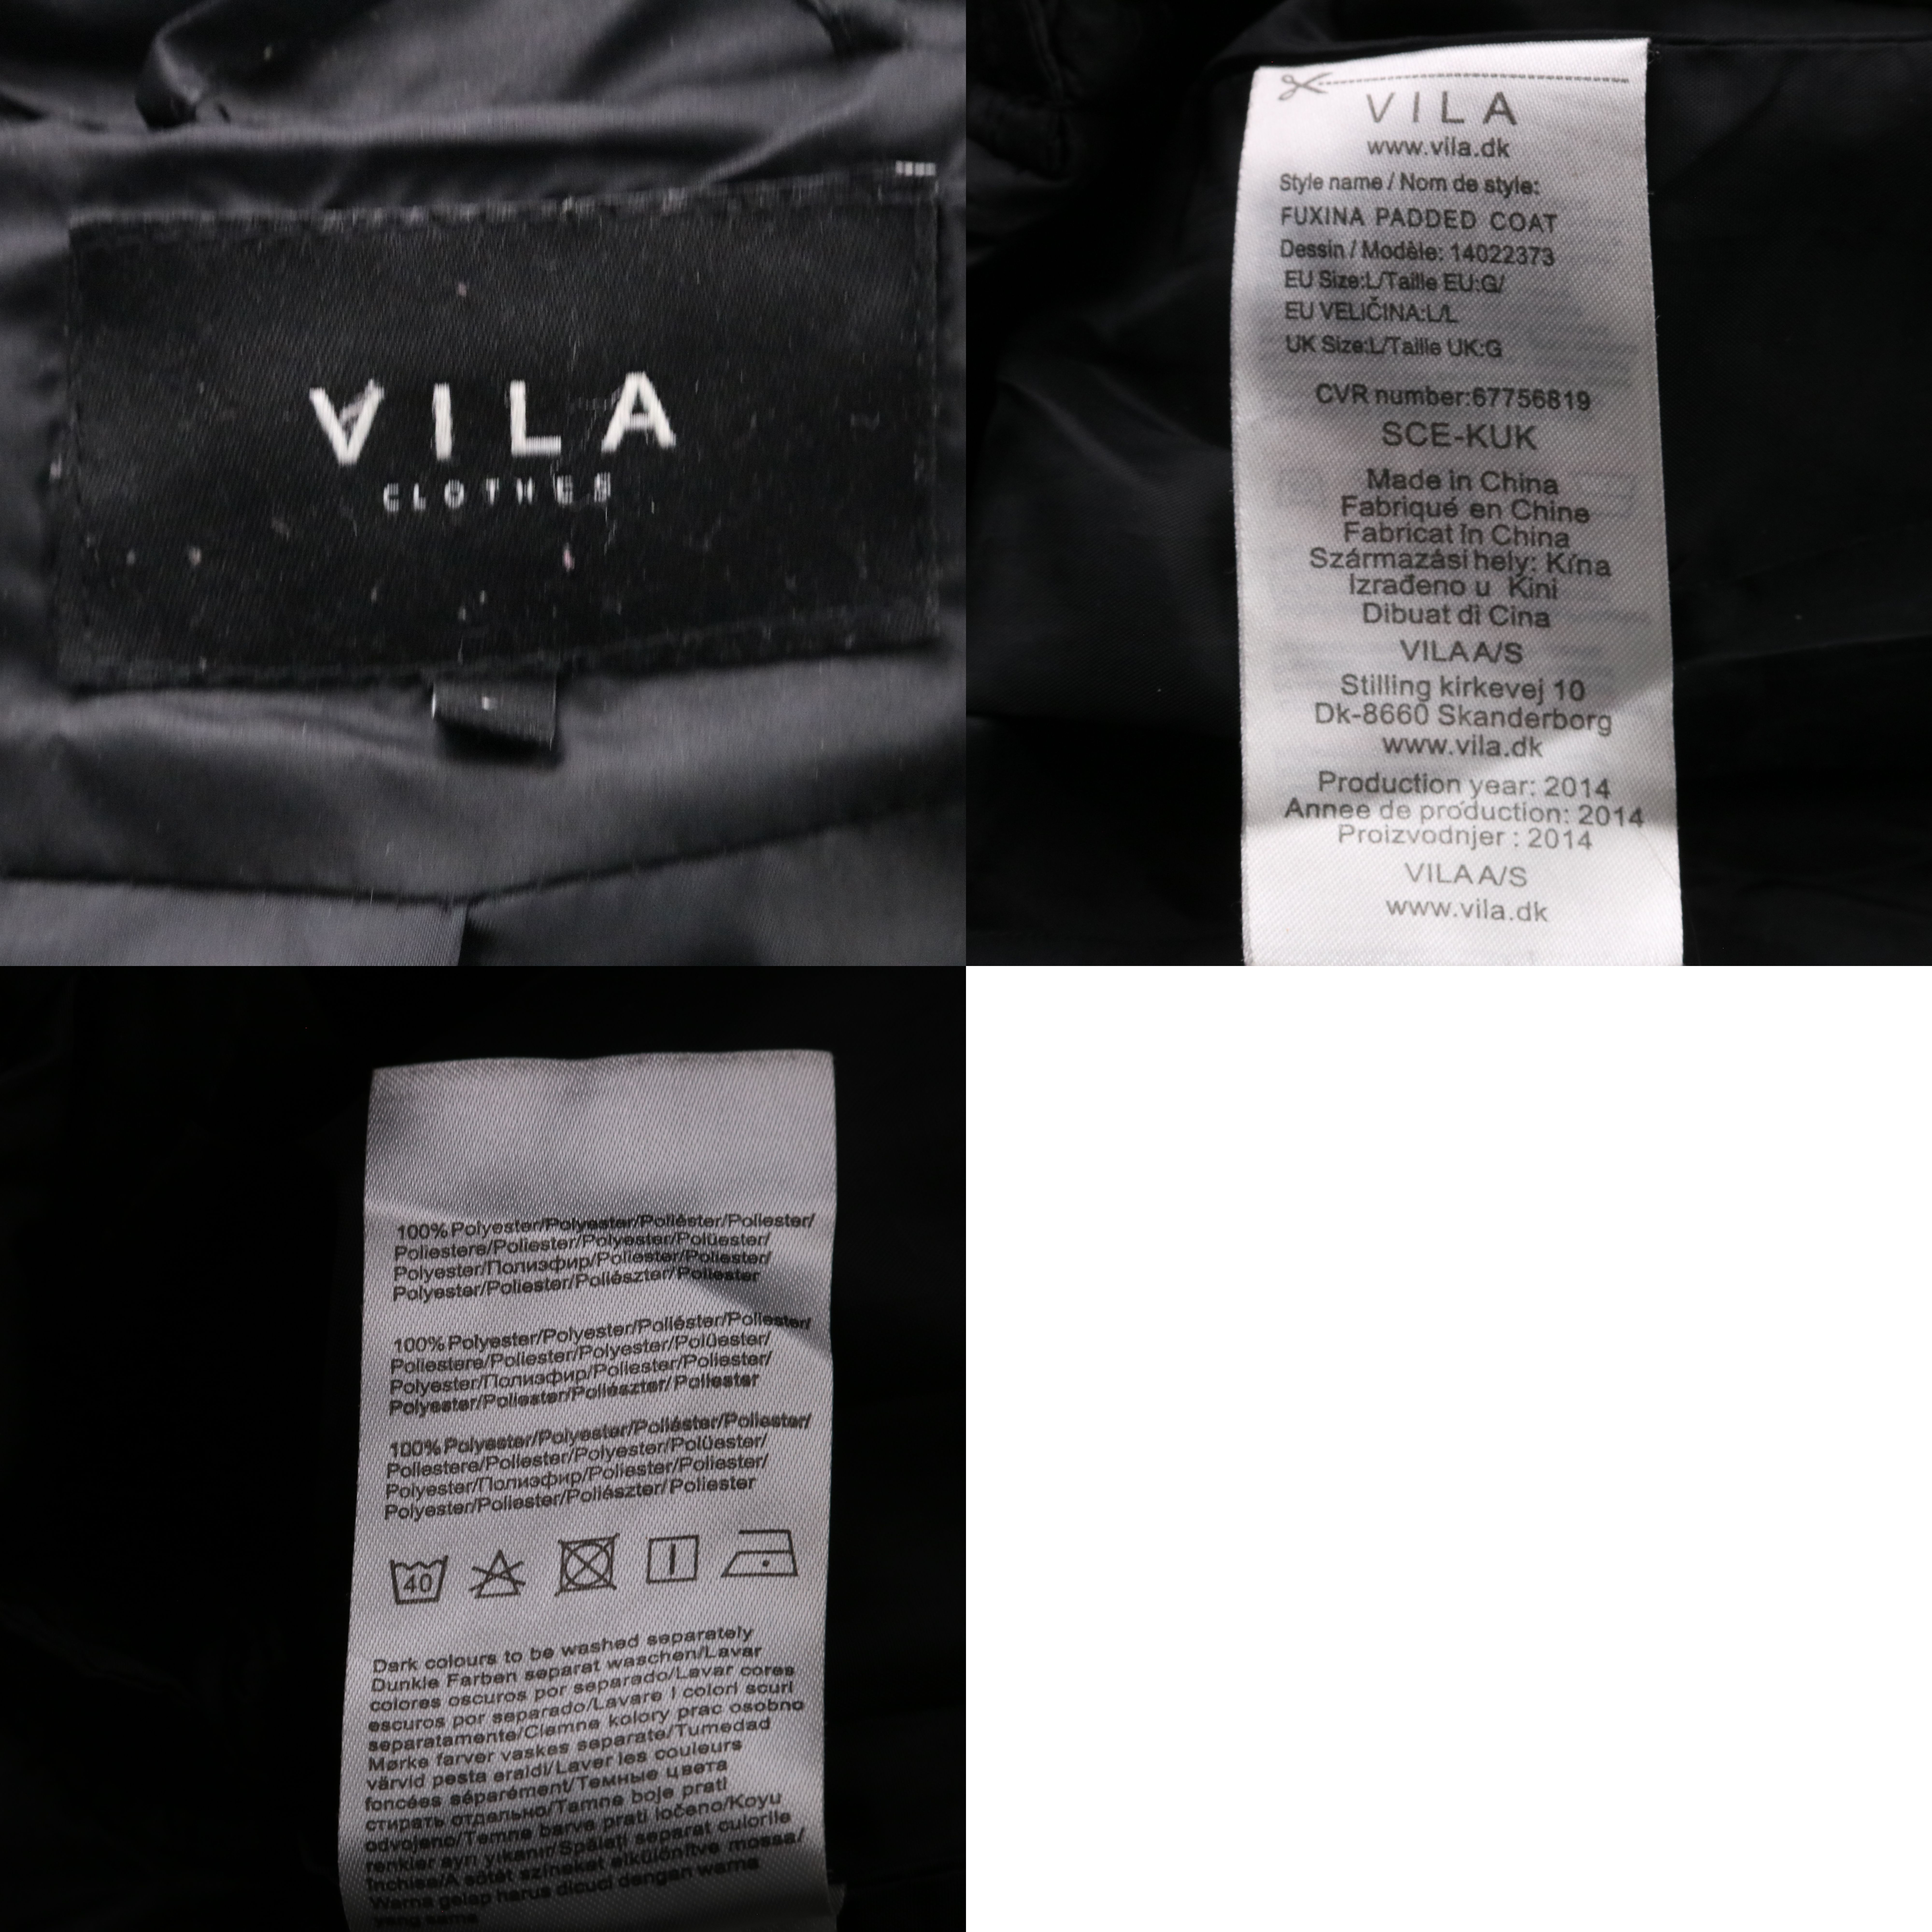 VILA
CLOTHES
VILA
www.vila.dk
Style name / Nom de style:
FUXINA PADDED COAT
Dessin / Modèle: 14022373
EU Size:L/Taille EU:G/
EU VELIČINA:L/L
UK Size:L/Taille UK:G
CVR number:67756819
SCE-KUK
Made in China
Fabriqué en Chine
Fabricat în China
Származási hely: Kína
Izrađeno u Kini
Dibuat di Cina
VILA A/S
Stilling kirkevej 10
Dk-8660 Skanderborg
www.vila.dk
Production year: 2014
Annee de production: 2014
Proizvodnjer : 2014
VILA A/S
www.vila.dk
100% Polyester/Polyester/Poliéster/Poliester/
Poliestere/Poliester/Polyester/Polüester/
Polyester/Полиэфир/Poliester/Poliester/
Polyester/Poliester/Poliészter/Poliester
100% Polyester/Polyester/Poliéster/Poliester/
Poliestere/Poliester/Polyester/Polüester/
Polyester/Полиэфир/Poliester/Poliester/
Polyester/Poliester/Poliészter/Poliester
100% Polyester/Polyester/Poliéster/Poliester/
Poliestere/Poliester/Polyester/Polüester/
Polyester/Полиэфир/Poliester/Poliester/
Polyester/Poliester/Poliészter/Poliester
40
Dark colours to be washed separately
Dunkle Farben separat waschen/Lavar
colores oscuros por separado/Lavar cores
escuros por separado/Lavare i colori scuri
separatamente/Ciemne kolory prac osobno
Mørke farver vaskes separate/Tumedad
värvid pesta eraldi/Laver les couleurs
foncées séparément/Темные цвета
стирать отдельно/Tamne boje prati
odvojeno/Temne barve prati ločeno/Koyu
renkler ayrı yıkanır/Spălați separat culorile
închise/A sötét színeket elkülönítve mossa/
Warna gelap harus dicuci dengan warna
yang sama